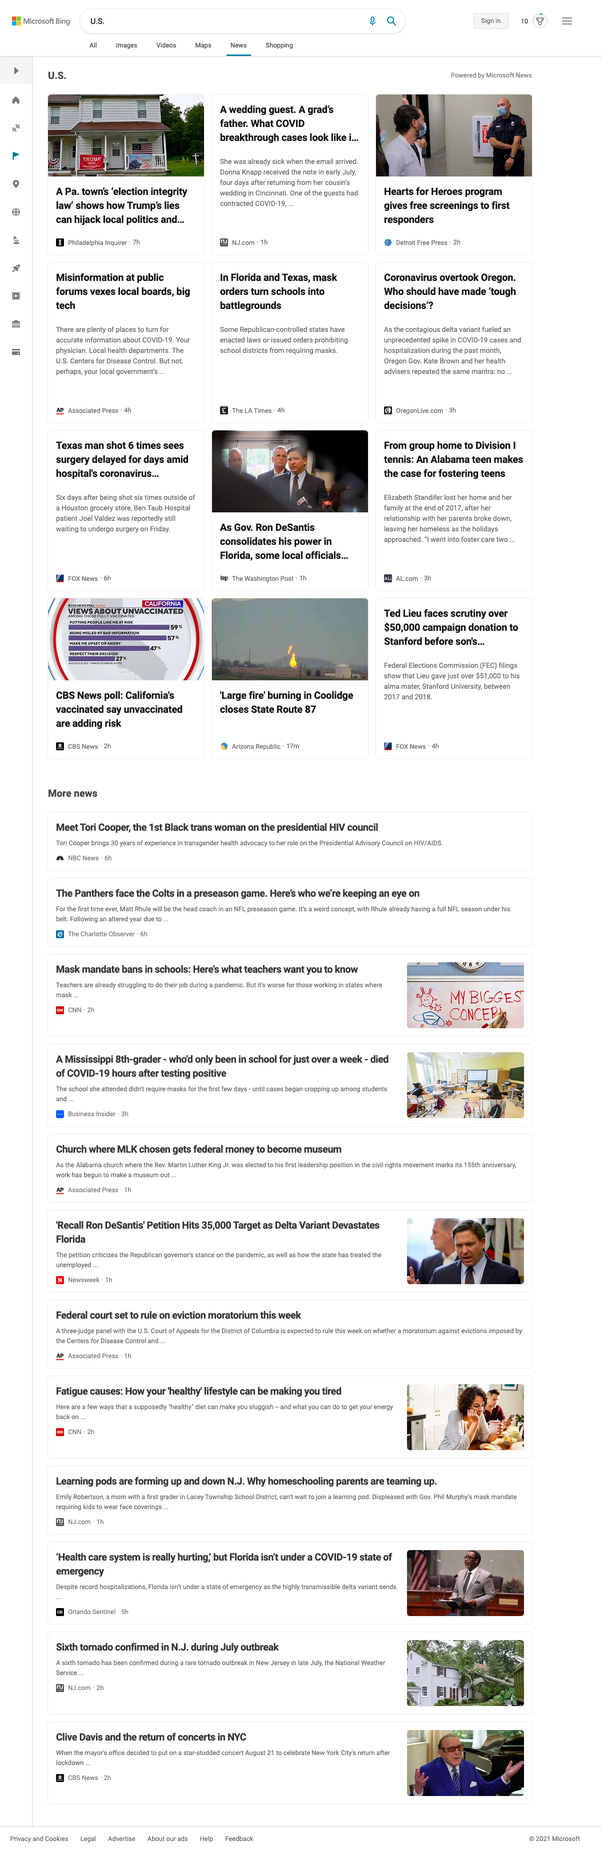 Microsoft Bing
U.S.
Sign in
10
All Images Videos Maps News Shopping
U.S.
Powered by Microsoft News
A Pa. town's 'election integrity
law' shows how Trump's lies
can hijack local politics and...
Philadelphia Inquirer · 7h
A wedding guest. A grad's
father. What COVID
breakthrough cases look like i...
She was already sick when the email arrived.
Donna Knapp received the note in early July,
four days after returning from her cousin's
wedding in Cincinnati. One of the guests had
contracted COVID-19, ...
NJ.com · 1h
Hearts for Heroes program
gives free screenings to first
responders
Detroit Free Press · 2h
Misinformation at public
forums vexes local boards, big
tech
There are plenty of places to turn for
accurate information about COVID-19. Your
physician. Local health departments. The
U.S. Centers for Disease Control. But not,
perhaps, your local government's ...
AP Associated Press · 4h
In Florida and Texas, mask
orders turn schools into
battlegrounds
Some Republican-controlled states have
enacted laws or issued orders prohibiting
school districts from requiring masks.
The LA Times · 4h
Coronavirus overtook Oregon.
Who should have made 'tough
decisions'?
As the contagious delta variant fueled an
unprecedented spike in COVID-19 cases and
hospitalization during the past month,
Oregon Gov. Kate Brown and her health
advisers repeated the same mantra: no ...
OregonLive.com · 3h
Texas man shot 6 times sees
surgery delayed for days amid
hospital's coronavirus...
Six days after being shot six times outside of
a Houston grocery store, Ben Taub Hospital
patient Joel Valdez was reportedly still
waiting to undergo surgery on Friday.
FOX News · 6h
As Gov. Ron DeSantis
consolidates his power in
Florida, some local officials...
wp The Washington Post · 1h
From group home to Division I
tennis: An Alabama teen makes
the case for fostering teens
Elizabeth Standifer lost her home and her
family at the end of 2017, after her
relationship with her parents broke down,
leaving her homeless as the holidays
approached. "I went into foster care two ...
AL AL.com · 3h
CALIFORNIA
VIEWS ABOUT UNVACCINATED
AMONG THOSE FULLY VACCINATED
PUTTING PEOPLE LIKE ME AT RISK
59%
BEING MISLED BY BAD INFORMATION
57%
MAKE ME UPSET OR ANGRY
47%
RESPECT THEIR DECISION
27%
CBS News poll: California's
vaccinated say unvaccinated
are adding risk
CBS News · 2h
'Large fire' burning in Coolidge
closes State Route 87
Arizona Republic · 17m
Ted Lieu faces scrutiny over
$50,000 campaign donation to
Stanford before son's...
Federal Elections Commission (FEC) filings
show that Lieu gave just over $51,000 to his
alma mater, Stanford University, between
2017 and 2018.
FOX News · 4h
More news
Meet Tori Cooper, the 1st Black trans woman on the presidential HIV council
Tori Cooper brings 30 years of experience in transgender health advocacy to her role on the Presidential Advisory Council on HIV/AIDS.
NBC News · 6h
The Panthers face the Colts in a preseason game. Here's who we're keeping an eye on
For the first time ever, Matt Rhule will be the head coach in an NFL preseason game. It's a weird concept, with Rhule already having a full NFL season under his
belt. Following an altered year due to ...
The Charlotte Observer · 6h
Mask mandate bans in schools: Here's what teachers want you to know
Teachers are already struggling to do their job during a pandemic. But it's worse for those working in states where
mask ...
CNN · 2h
MY BIGGEST
CONCER
A Mississippi 8th-grader - who'd only been in school for just over a week - died
of COVID-19 hours after testing positive
The school she attended didn't require masks for the first few days - until cases began cropping up among students
and ...
Business Insider · 3h
Church where MLK chosen gets federal money to become museum
As the Alabama church where the Rev. Martin Luther King Jr. was elected to his first leadership position in the civil rights movement marks its 155th anniversary,
work has begun to make a museum out ...
AP Associated Press · 1h
'Recall Ron DeSantis' Petition Hits 35,000 Target as Delta Variant Devastates
Florida
The petition criticizes the Republican governor's stance on the pandemic, as well as how the state has treated the
unemployed ...
N Newsweek · 1h
Federal court set to rule on eviction moratorium this week
A three-judge panel with the U.S. Court of Appeals for the District of Columbia is expected to rule this week on whether a moratorium against evictions imposed by
the Centers for Disease Control and ...
AP Associated Press · 1h
Fatigue causes: How your 'healthy' lifestyle can be making you tired
Here are a few ways that a supposedly "healthy" diet can make you sluggish – and what you can do to get your energy
back on ...
CNN · 2h
Learning pods are forming up and down N.J. Why homeschooling parents are teaming up.
Emily Robertson, a mom with a first grader in Lacey Township School District, can't wait to join a learning pod. Displeased with Gov. Phil Murphy's mask mandate
requiring kids to wear face coverings ...
NJ.com · 1h
'Health care system is really hurting,' but Florida isn't under a COVID-19 state of
emergency
Despite record hospitalizations, Florida isn't under a state of emergency as the highly transmissible delta variant sends
...
OS Orlando Sentinel · 5h
Sixth tornado confirmed in N.J. during July outbreak
A sixth tornado has been confirmed during a rare tornado outbreak in New Jersey in late July, the National Weather
Service ...
NJ.com · 2h
Clive Davis and the return of concerts in NYC
When the mayor's office decided to put on a star-studded concert August 21 to celebrate New York City's return after
lockdown ...
CBS News · 2h
Privacy and Cookies Legal Advertise About our ads Help Feedback
© 2021 Microsoft